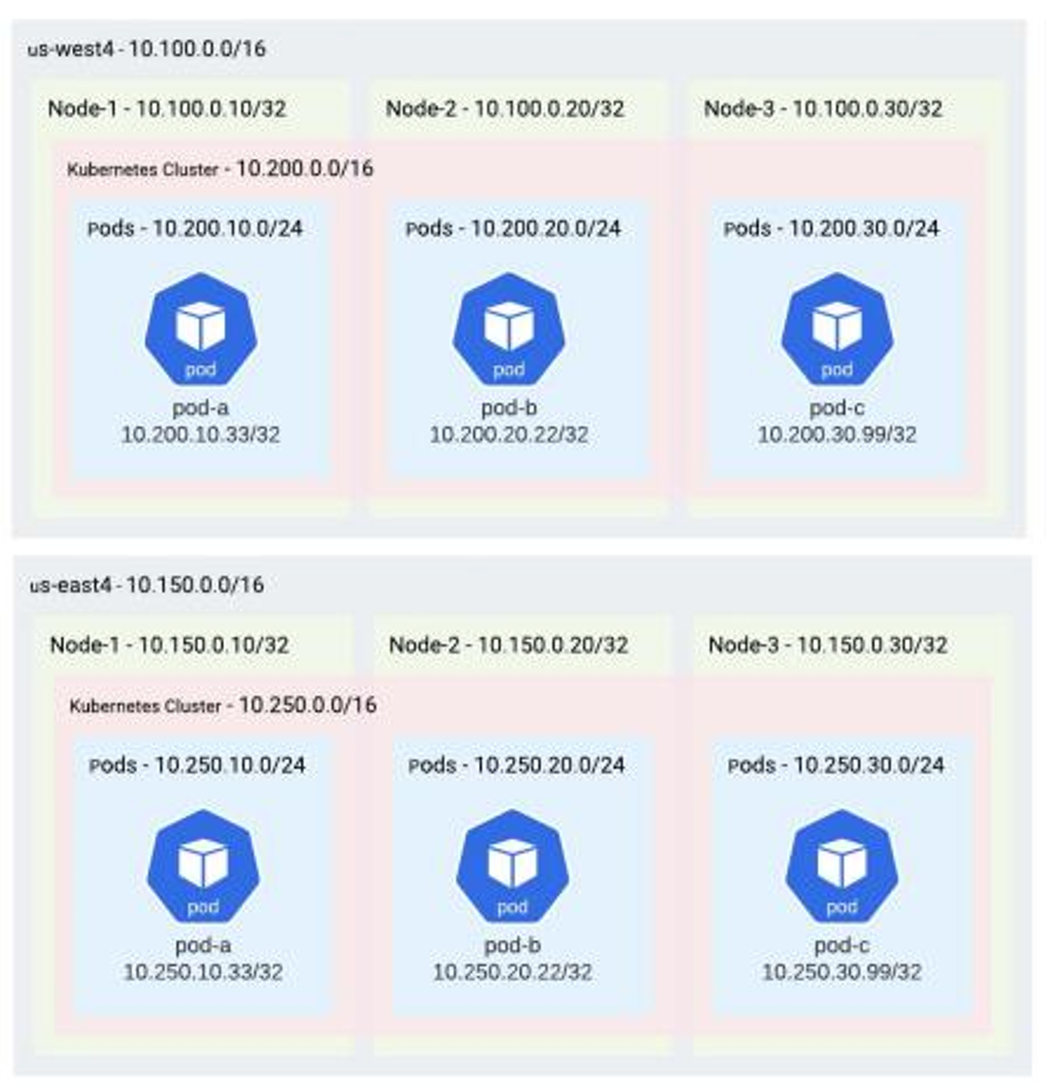 us-west4 - 10.100.0.0/16
Node-1 - 10.100.0.10/32
Node-2 - 10.100.0.20/32
Node-3 - 10.100.0.30/32
Kubernetes Cluster - 10.200.0.0/16
Pods - 10.200.10.0/24
Pods - 10.200.20.0/24
Pods - 10.200.30.0/24
pod
pod
pod
pod-a
pod-b
pod-c
10.200.10.33/32
10.200.20.22/32
10.200.30.99/32
us-east4 - 10.150.0.0/16
Node-1 - 10.150.0.10/32
Node-2 - 10.150.0.20/32
Node-3 - 10.150.0.30/32
Kubernetes Cluster - 10.250.0.0/16
Pods - 10.250.10.0/24
Pods - 10.250.20.0/24
Pods - 10.250.30.0/24
pod
pod
pod
pod-a
pod-b
pod-c
10.250.10.33/32
10.250.20.22/32
10.250.30.99/32